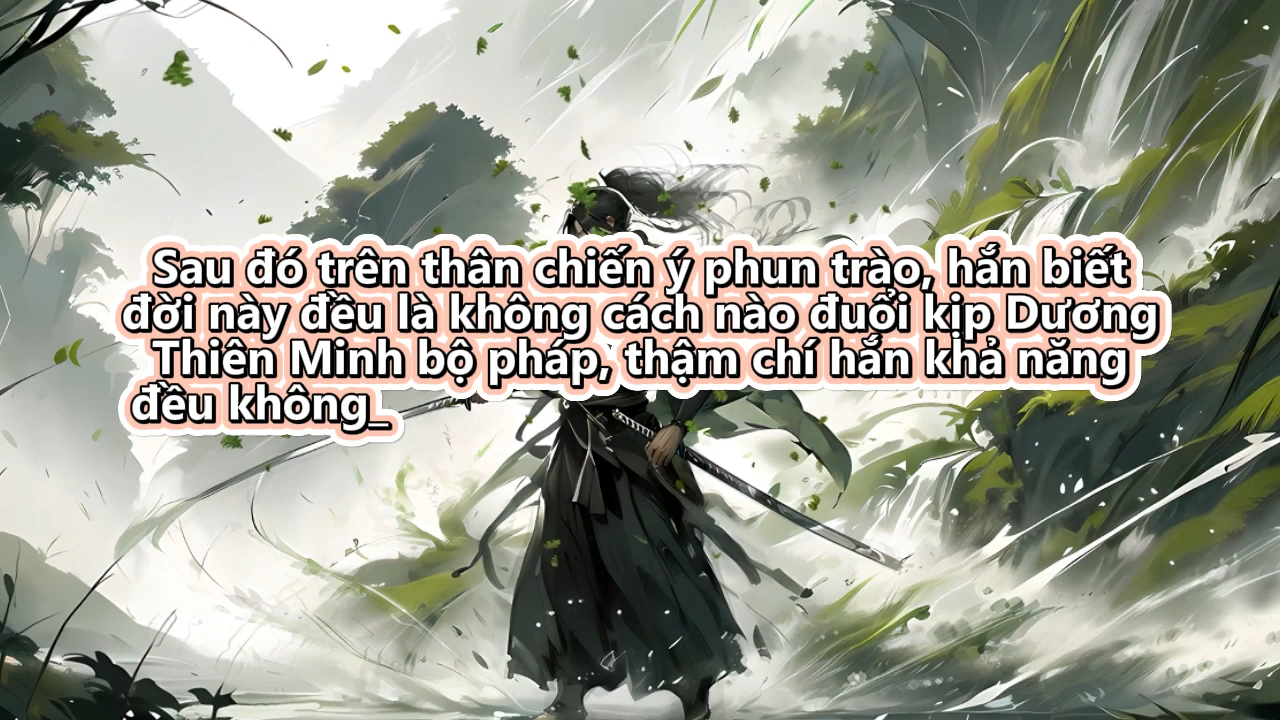 Sau đó trên thân chiến ý phun trào, hắn biết
đời này đều là không cách nào đuổi kịp Dương
Thiên Minh bộ pháp, thậm chí hắn khả năng
đều không_